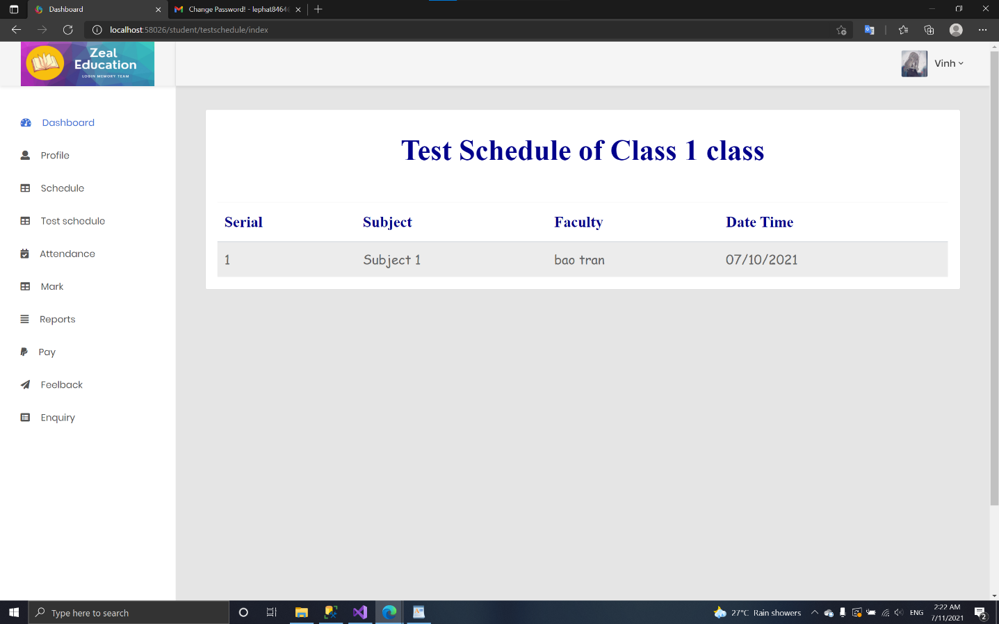 Dashboard
Change Password! - lephat8464
localhost:58026/student/testschedule/index
Zeal
Education
LOGIN MEMORY TEAM
Vinh
Dashboard
Profile
Schedule
Test schedule
Attendance
Mark
Reports
Pay
Feelback
Enquiry
Test Schedule of Class 1 class
Serial Subject Faculty Date Time
1 Subject 1 bao tran 07/10/2021
Type here to search
27°C Rain showers
ENG
2:22 AM
7/11/2021
2